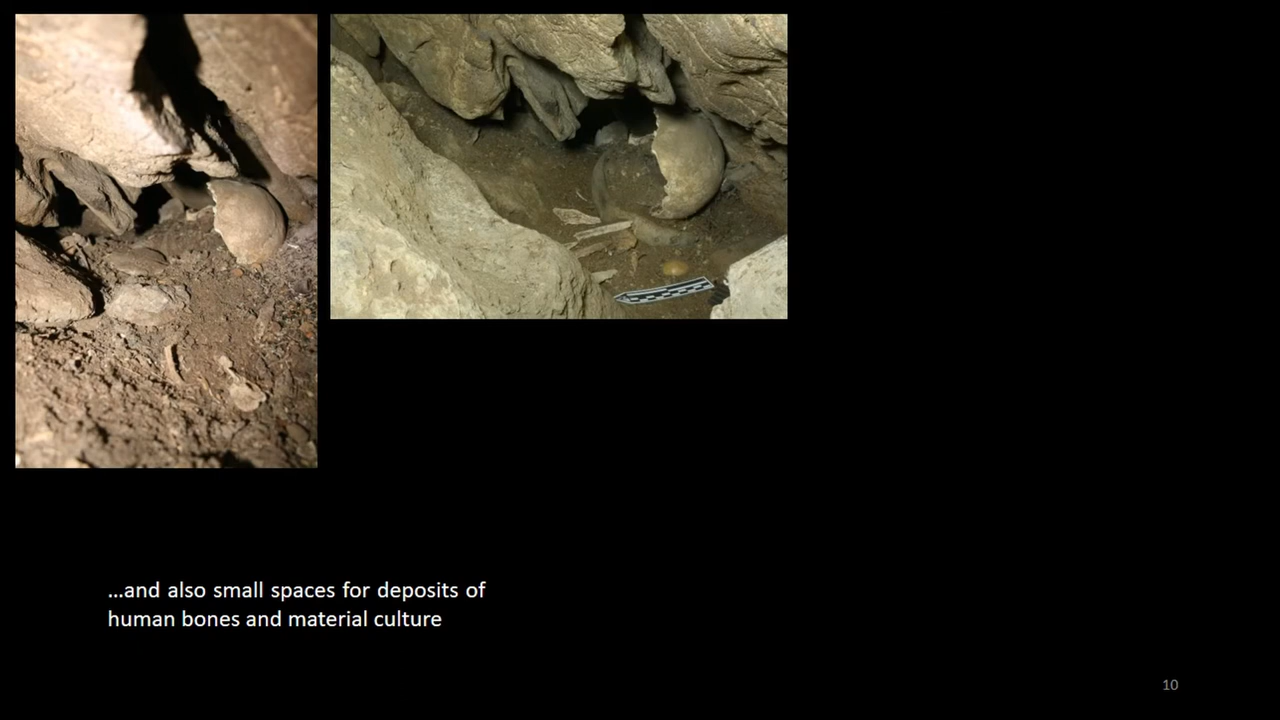 ...and also small spaces for deposits of
human bones and material culture
10